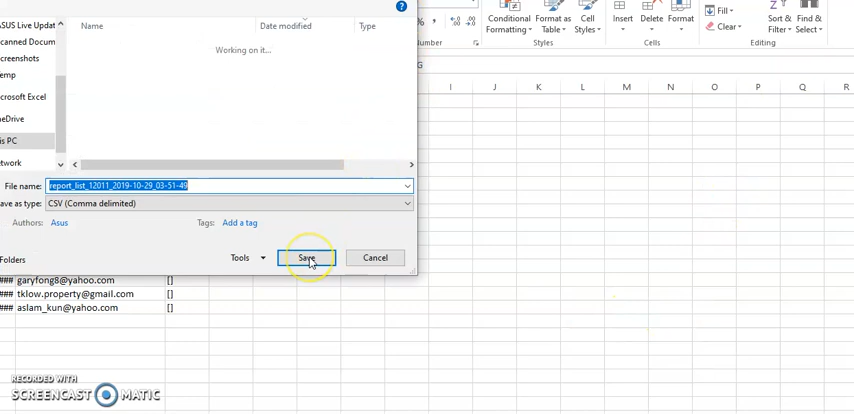 ASUS Live Updat
Name Date modified Type
canned Docum
Working on it...
creenshots
emp
icrosoft Excel
neDrive
is PC
etwork
File name: report_list_12011_2019-10-29_03-51-49
ave as type: CSV (Comma delimited)
Authors: Asus Tags: Add a tag
Folders
Tools Save Cancel
Conditional Formatting
Format as Table
Cell Styles
Styles
Insert Delete Format
Cells
Fill
Clear
Sort & Filter
Find & Select
Editing
umber
G
I J K L M N O P Q R
### garyfong8@yahoo.com []
### tklow.property@gmail.com []
### aslam_kun@yahoo.com []
RECORDED WITH
SCREENCAST MATIC